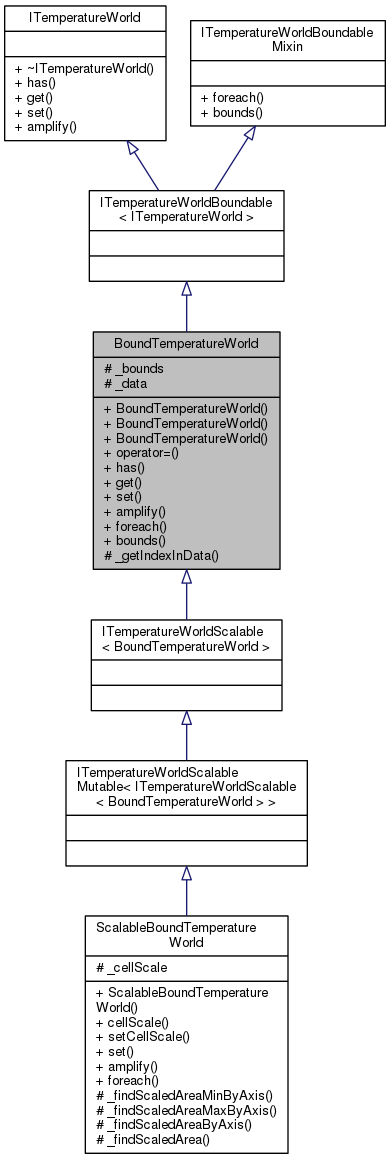 ITemperatureWorld
+ ~ITemperatureWorld()
+ has()
+ get()
+ set()
+ amplify()
ITemperatureWorldBoundable
Mixin
+ foreach()
+ bounds()
ITemperatureWorldBoundable
< ITemperatureWorld >
BoundTemperatureWorld
# _bounds
# _data
+ BoundTemperatureWorld()
+ BoundTemperatureWorld()
+ BoundTemperatureWorld()
+ operator=()
+ has()
+ get()
+ set()
+ amplify()
+ foreach()
+ bounds()
# _getIndexInData()
ITemperatureWorldScalable
< BoundTemperatureWorld >
ITemperatureWorldScalable
Mutable< ITemperatureWorldScalable
< BoundTemperatureWorld > >
ScalableBoundTemperature
World
# _cellScale
+ ScalableBoundTemperature
World()
+ cellScale()
+ setCellScale()
+ set()
+ amplify()
+ foreach()
# _findScaledAreaMinByAxis()
# _findScaledAreaMaxByAxis()
# _findScaledAreaByAxis()
# _findScaledArea()